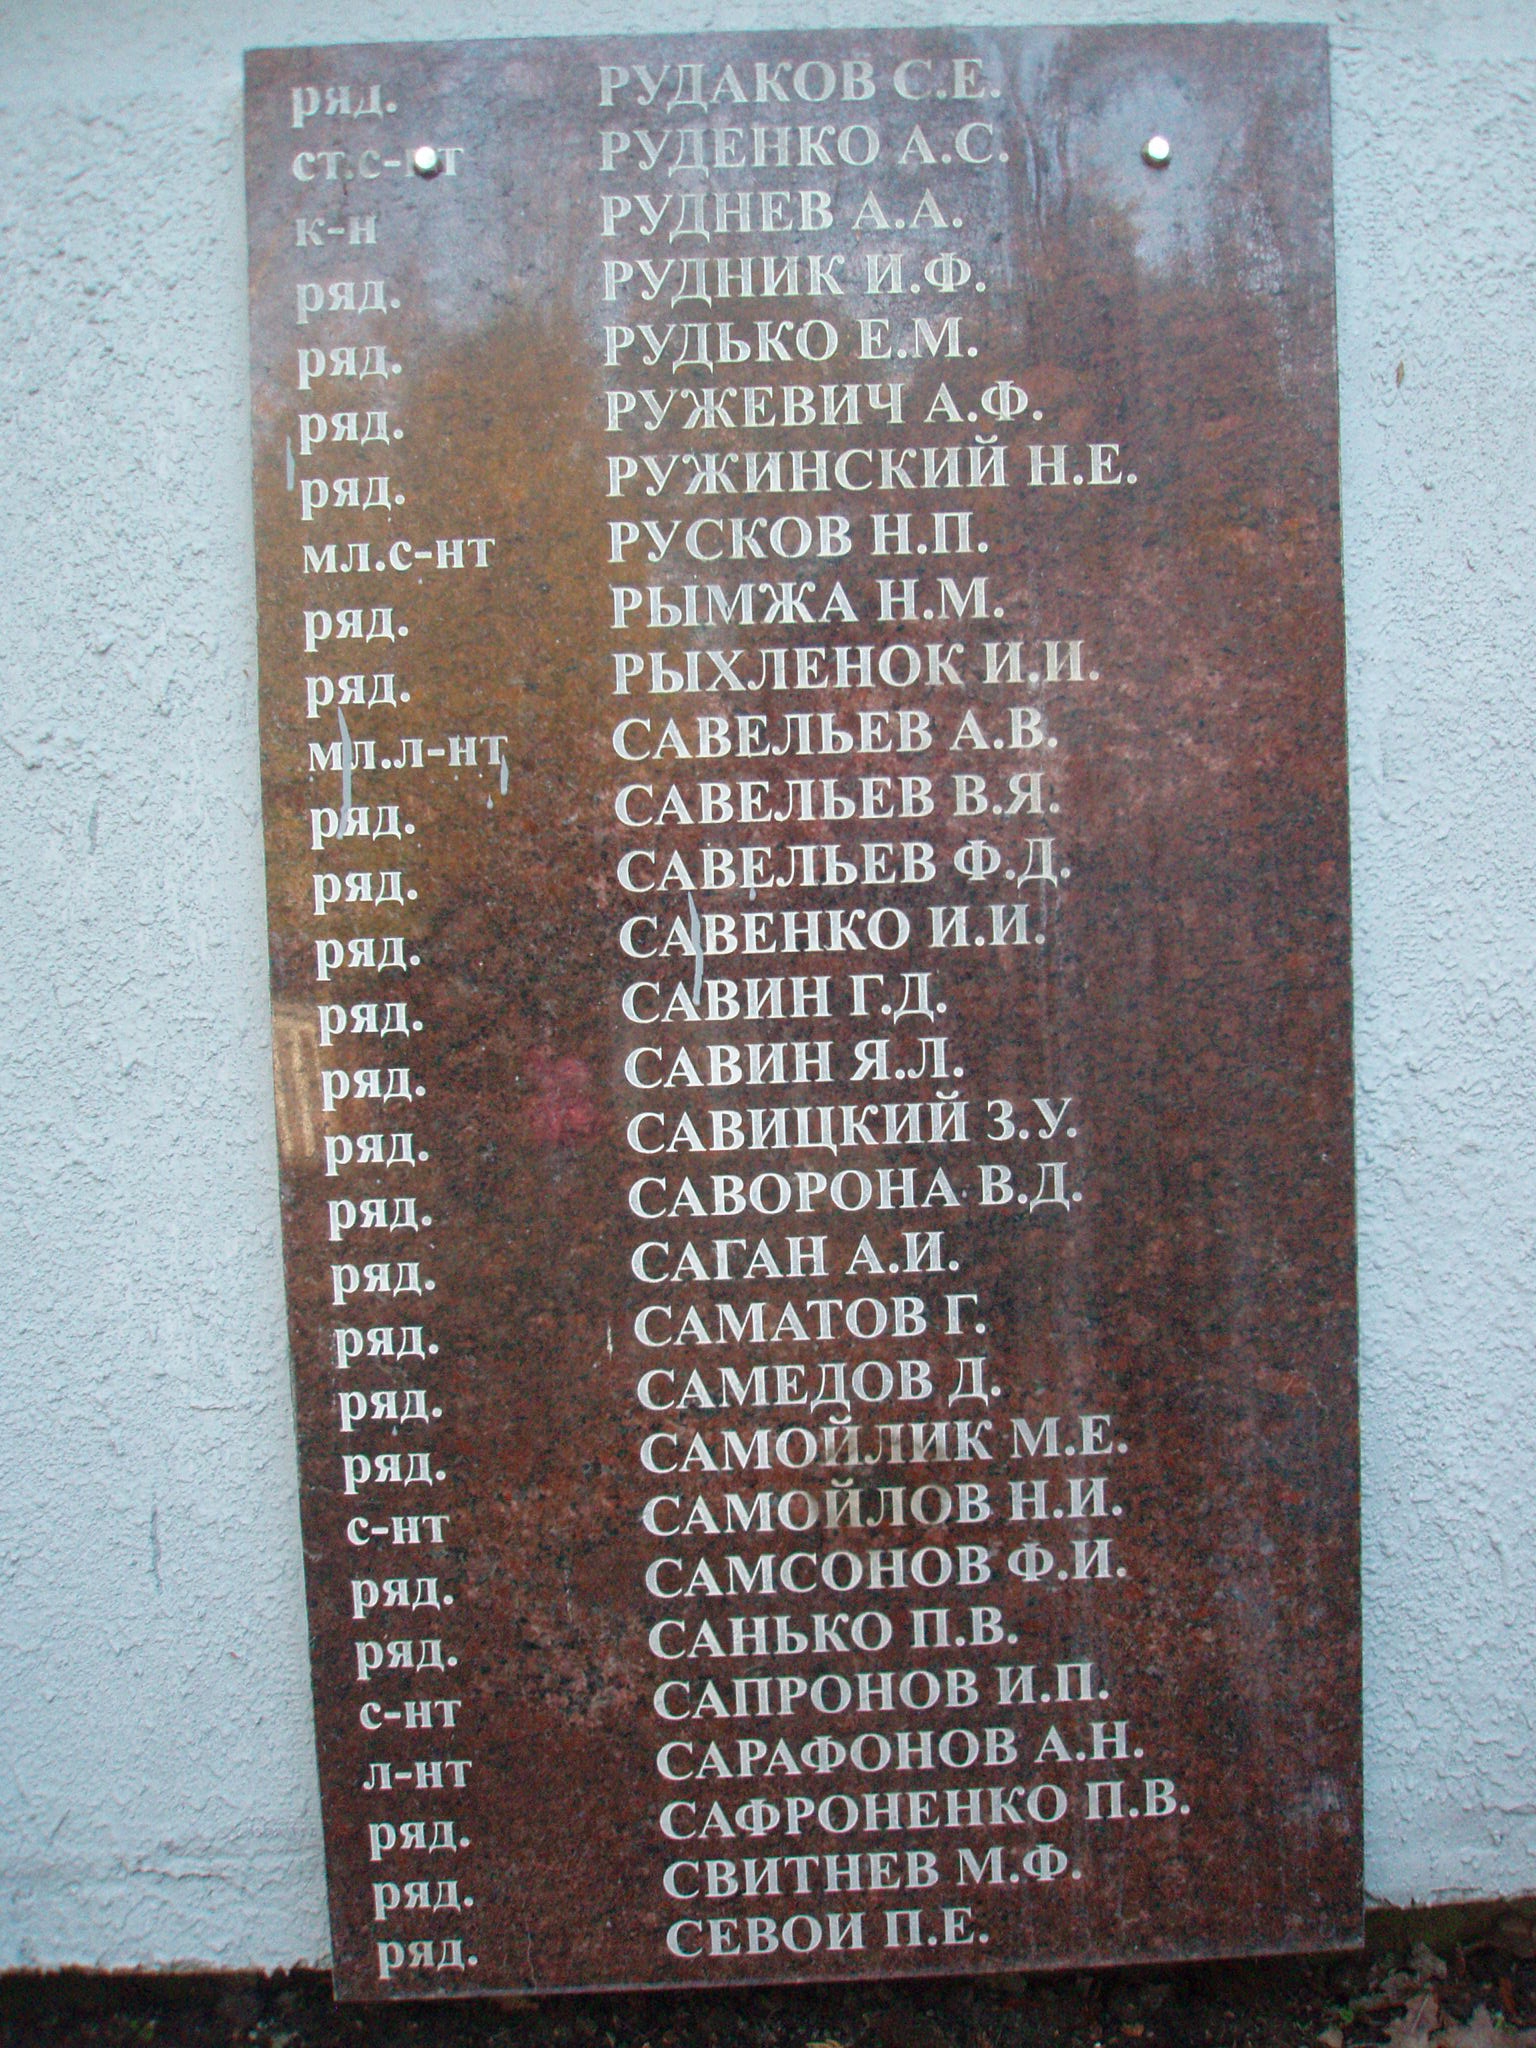 ряд. РУДАКОВ С.Е.
ст.с-нт РУДЕНКО А.С.
к-н РУДНЕВ А.А.
ряд. РУДНИК И.Ф.
ряд. РУДЬКО Е.М.
ряд. РУЖЕВИЧ А.Ф.
ряд. РУЖИНСКИЙ Н.Е.
мл.с-нт РУСКОВ Н.П.
ряд. РЫМЖА Н.М.
ряд. РЫХЛЕНОК И.И.
мл.л-нт САВЕЛЬЕВ А.В.
ряд. САВЕЛЬЕВ В.Я.
ряд. САВЕЛЬЕВ Ф.Д.
ряд. САВЕНКО И.И.
ряд. САВИН Г.Д.
ряд. САВИН Я.Л.
ряд. САВИЦКИЙ З.У.
ряд. САВОРОНА В.Д.
ряд. САГАН А.И.
ряд. САМАТОВ Г.
ряд. САМЕДОВ Д.
ряд. САМОЙЛИК М.Е.
с-нт САМОЙЛОВ Н.И.
ряд. САМСОНОВ Ф.И.
ряд. САНЬКО П.В.
с-нт САПРОНОВ И.П.
л-нт САРАФОНОВ А.Н.
ряд. САФРОНЕНКО П.В.
ряд. СВИТНЕВ М.Ф.
ряд. СЕВОИ П.Е.